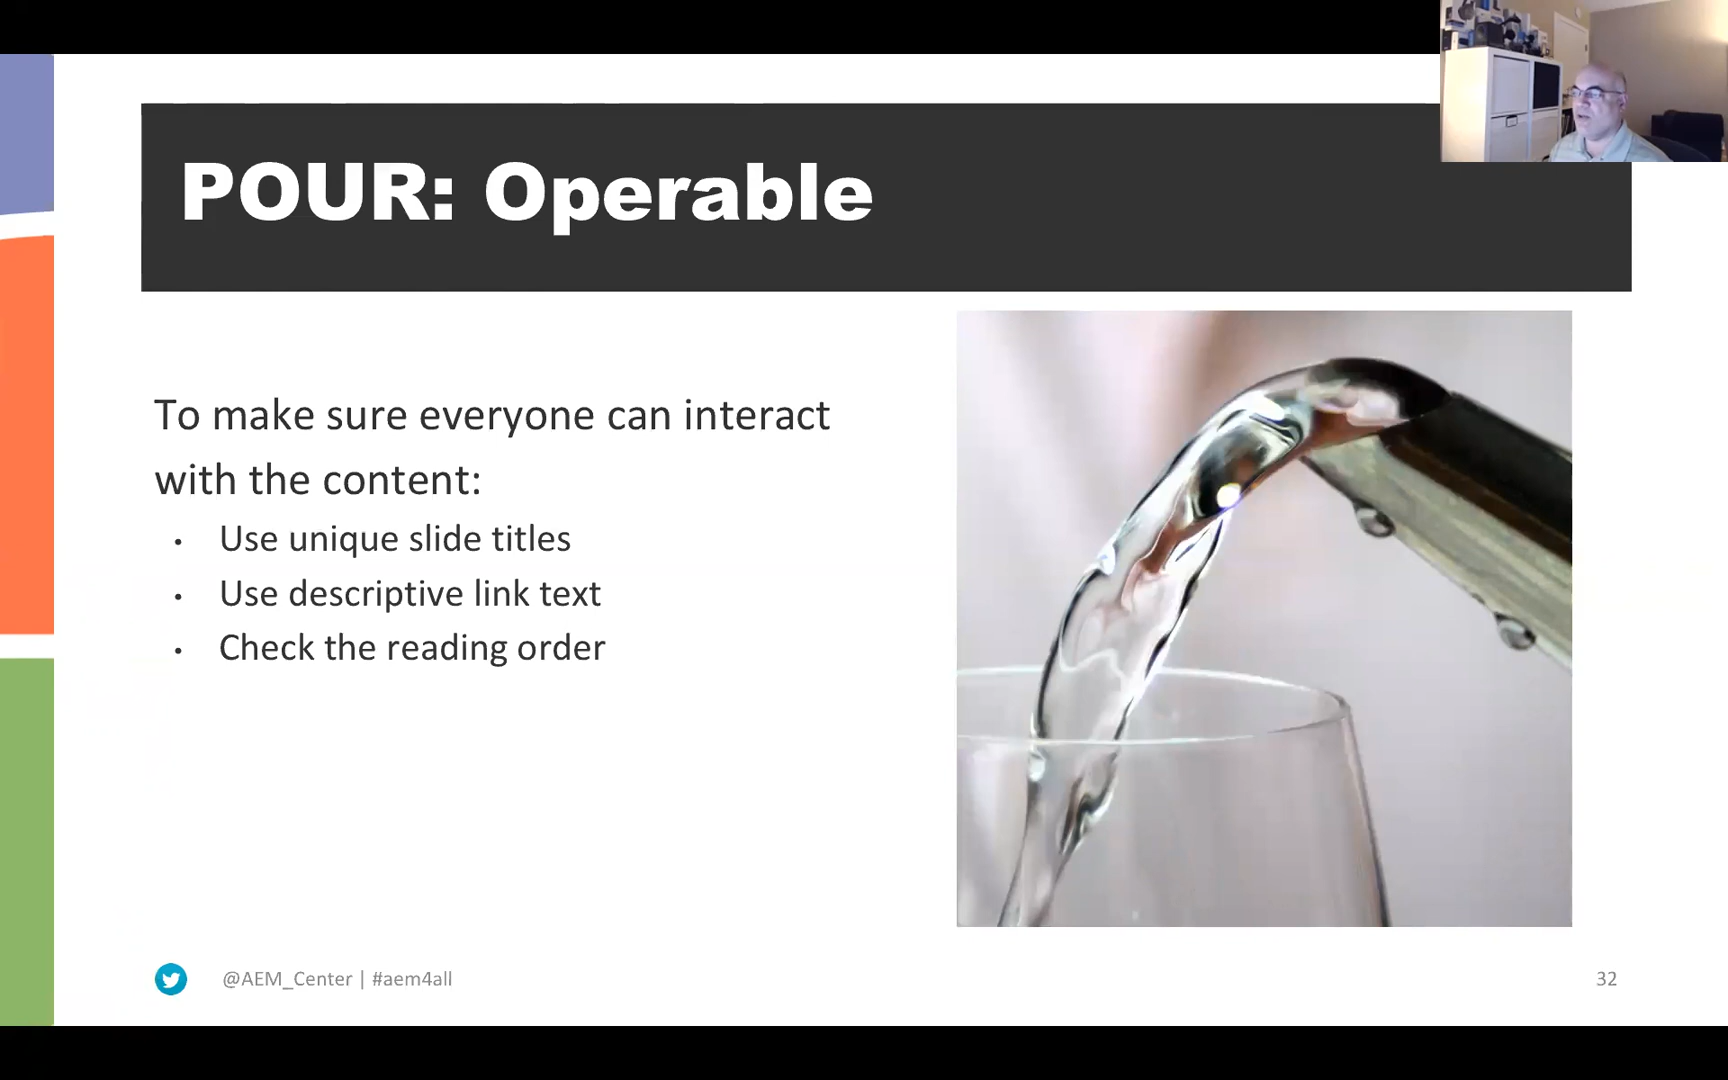 POUR: Operable
To make sure everyone can interact
with the content:
• Use unique slide titles
• Use descriptive link text
• Check the reading order
@AEM_Center | #aem4all
32